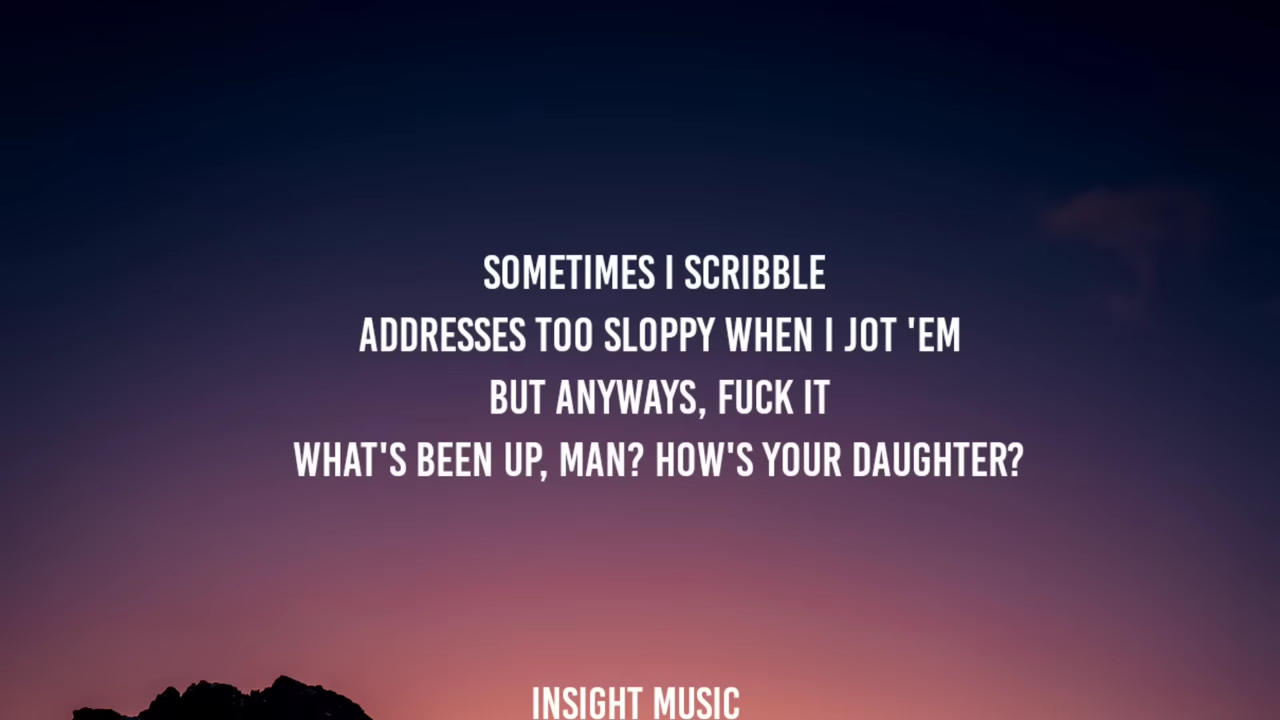 SOMETIMES I SCRIBBLE
ADDRESSES TOO SLOPPY WHEN I JOT 'EM
BUT ANYWAYS, FUCK IT
WHAT'S BEEN UP, MAN? HOW'S YOUR DAUGHTER?
INSIGHT MUSIC